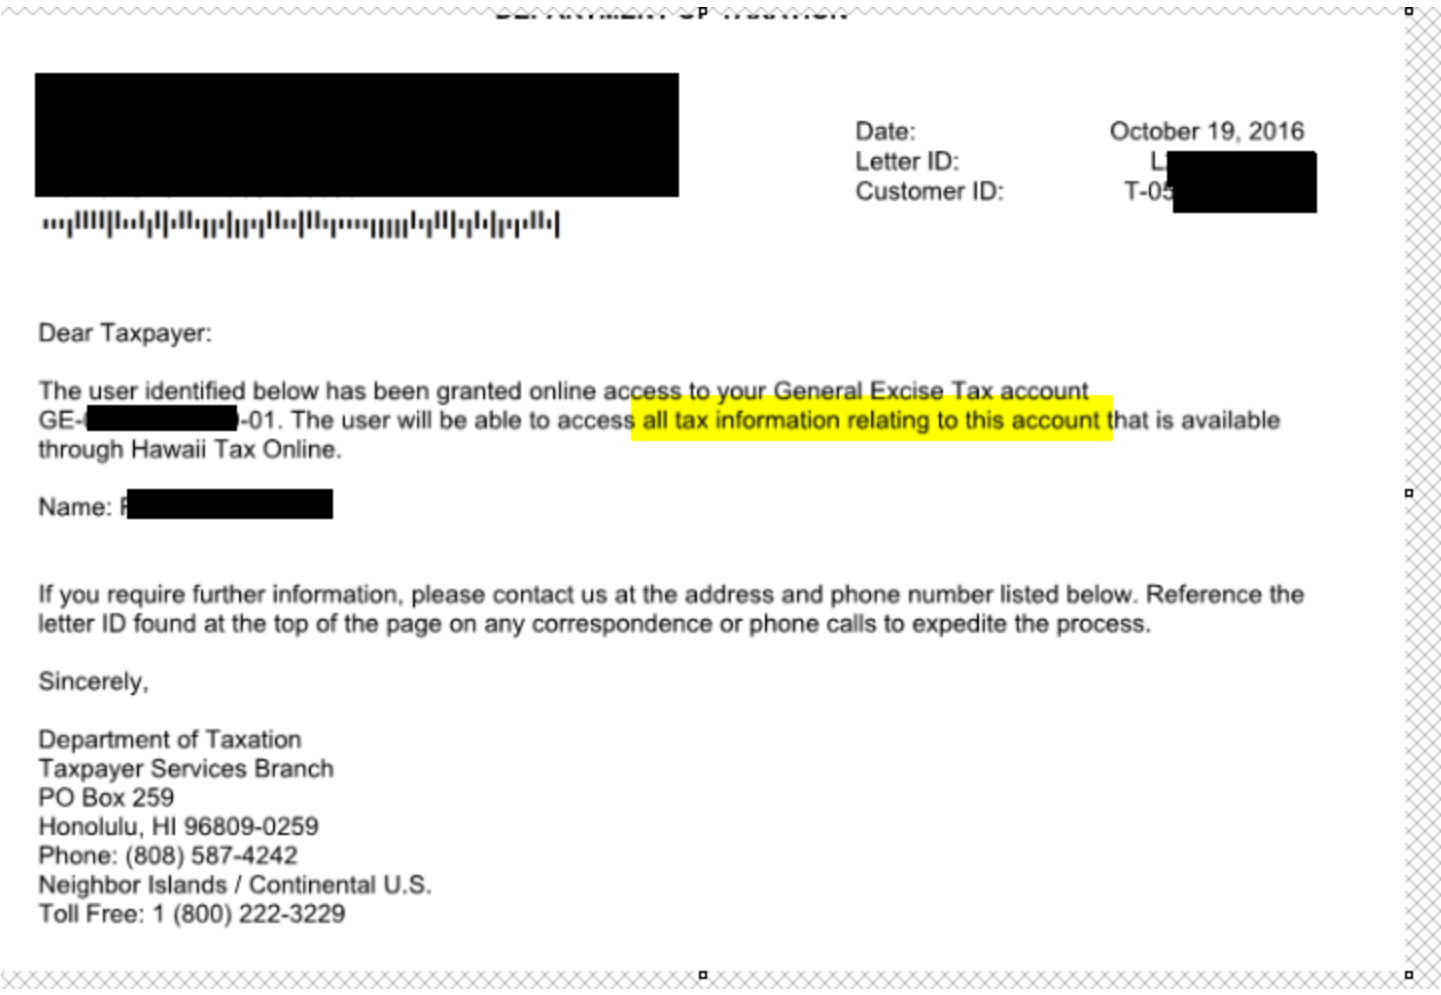 DEPARTMENT OF TAXATION
Date: October 19, 2016
Letter ID: L
Customer ID: T-05
Dear Taxpayer:
The user identified below has been granted online access to your General Excise Tax account
GE- -01. The user will be able to access all tax information relating to this account that is available
through Hawaii Tax Online.
Name:
If you require further information, please contact us at the address and phone number listed below. Reference the
letter ID found at the top of the page on any correspondence or phone calls to expedite the process.
Sincerely,
Department of Taxation
Taxpayer Services Branch
PO Box 259
Honolulu, HI 96809-0259
Phone: (808) 587-4242
Neighbor Islands / Continental U.S.
Toll Free: 1 (800) 222-3229